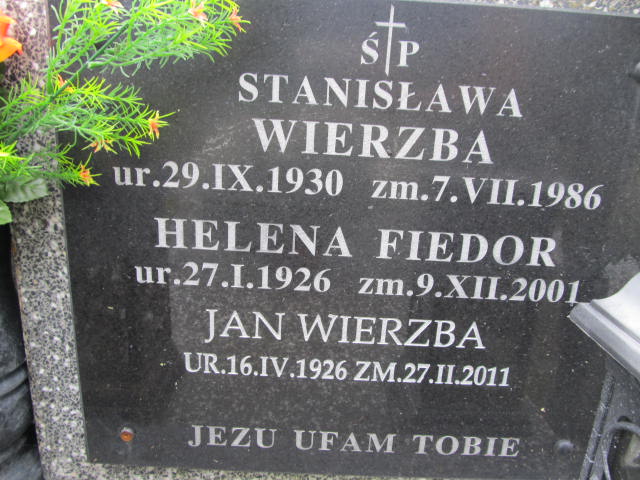 Ś†P
STANISŁAWA
WIERZBA
ur.29.IX.1930 zm.7.VII.1986
HELENA FIEDOR
ur.27.I.1926 zm.9.XII.2001
JAN WIERZBA
UR.16.IV.1926 ZM.27.II.2011
JEZU UFAM TOBIE